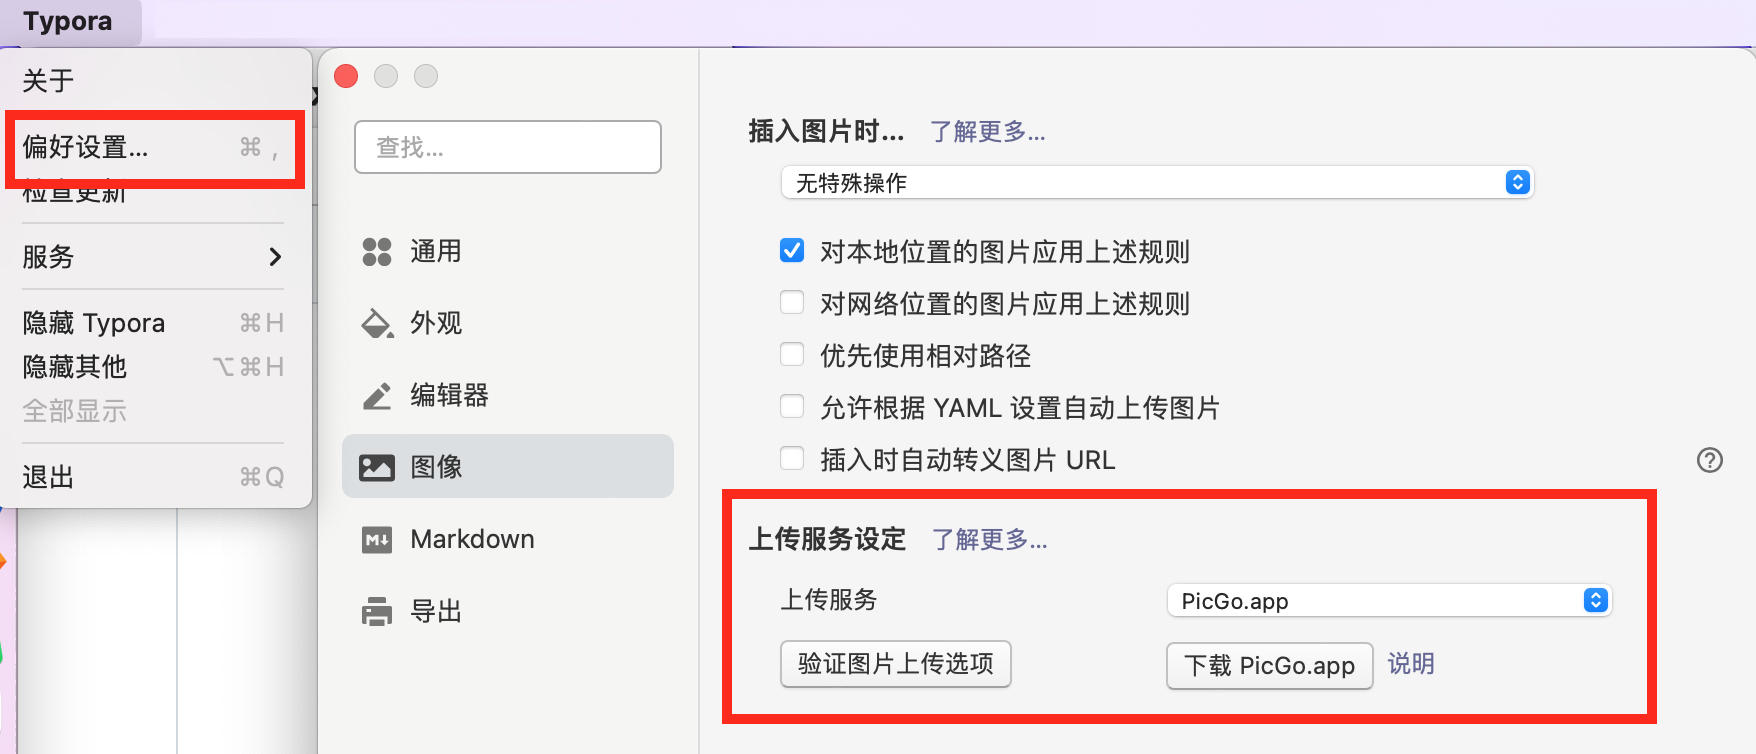 Typora
关于
偏好设置... ⌘ ,
检查更新
服务
隐藏 Typora ⌘H
隐藏其他 ⌥⌘H
全部显示
退出 ⌘Q
查找...
通用
外观
编辑器
图像
Markdown
导出
插入图片时... 了解更多...
无特殊操作
对本地位置的图片应用上述规则
对网络位置的图片应用上述规则
优先使用相对路径
允许根据 YAML 设置自动上传图片
插入时自动转义图片 URL
上传服务设定 了解更多...
上传服务 PicGo.app
验证图片上传选项 下载 PicGo.app 说明